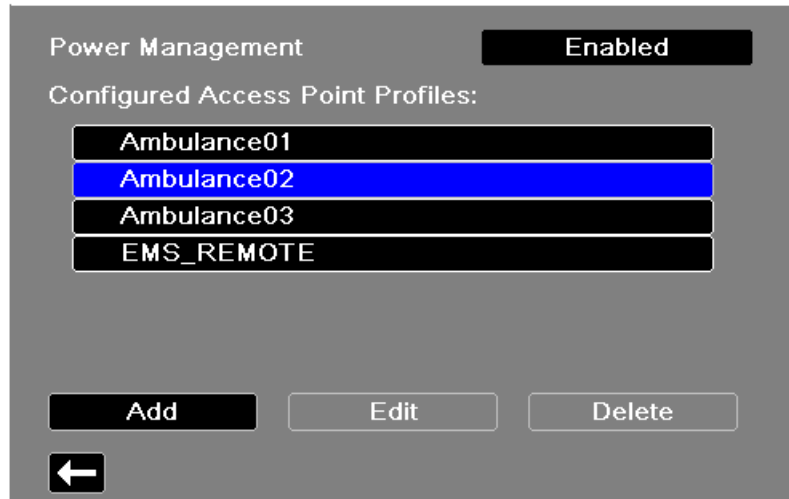 Power Management Enabled
Configured Access Point Profiles:
Ambulance01
Ambulance02
Ambulance03
EMS_REMOTE
Add Edit Delete